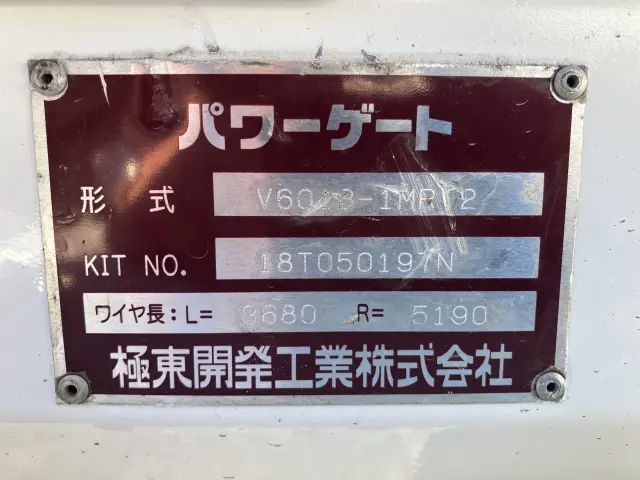 パワーゲート
形 式
KIT NO. 18T050197N
ワイヤ長:L= 3680 R= 5190
極東開発工業株式会社